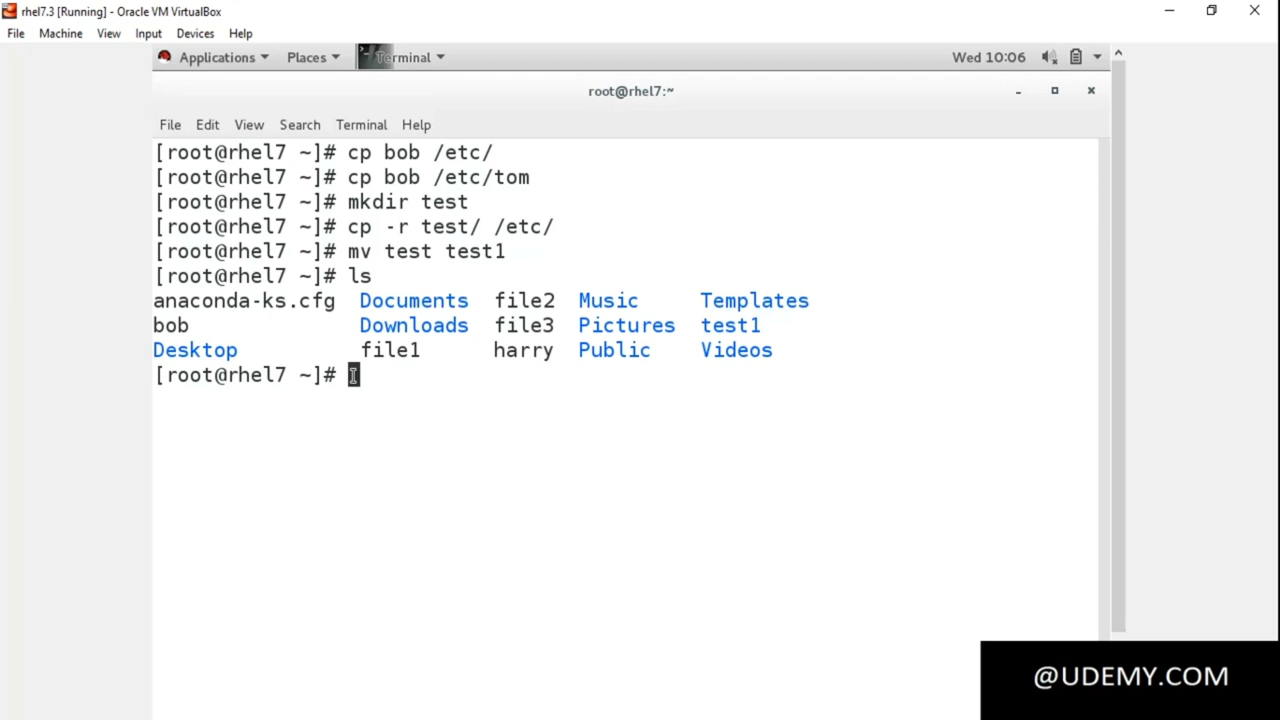 rhel7.3 [Running] - Oracle VM VirtualBox
File Machine View Input Devices Help
Applications Places Terminal Wed 10:06
root@rhel7:~
File Edit View Search Terminal Help
[root@rhel7 ~]# cp bob /etc/
[root@rhel7 ~]# cp bob /etc/tom
[root@rhel7 ~]# mkdir test
[root@rhel7 ~]# cp -r test/ /etc/
[root@rhel7 ~]# mv test test1
[root@rhel7 ~]# ls
anaconda-ks.cfg Documents file2 Music Templates
bob Downloads file3 Pictures test1
Desktop file1 harry Public Videos
[root@rhel7 ~]#
@UDEMY.COM